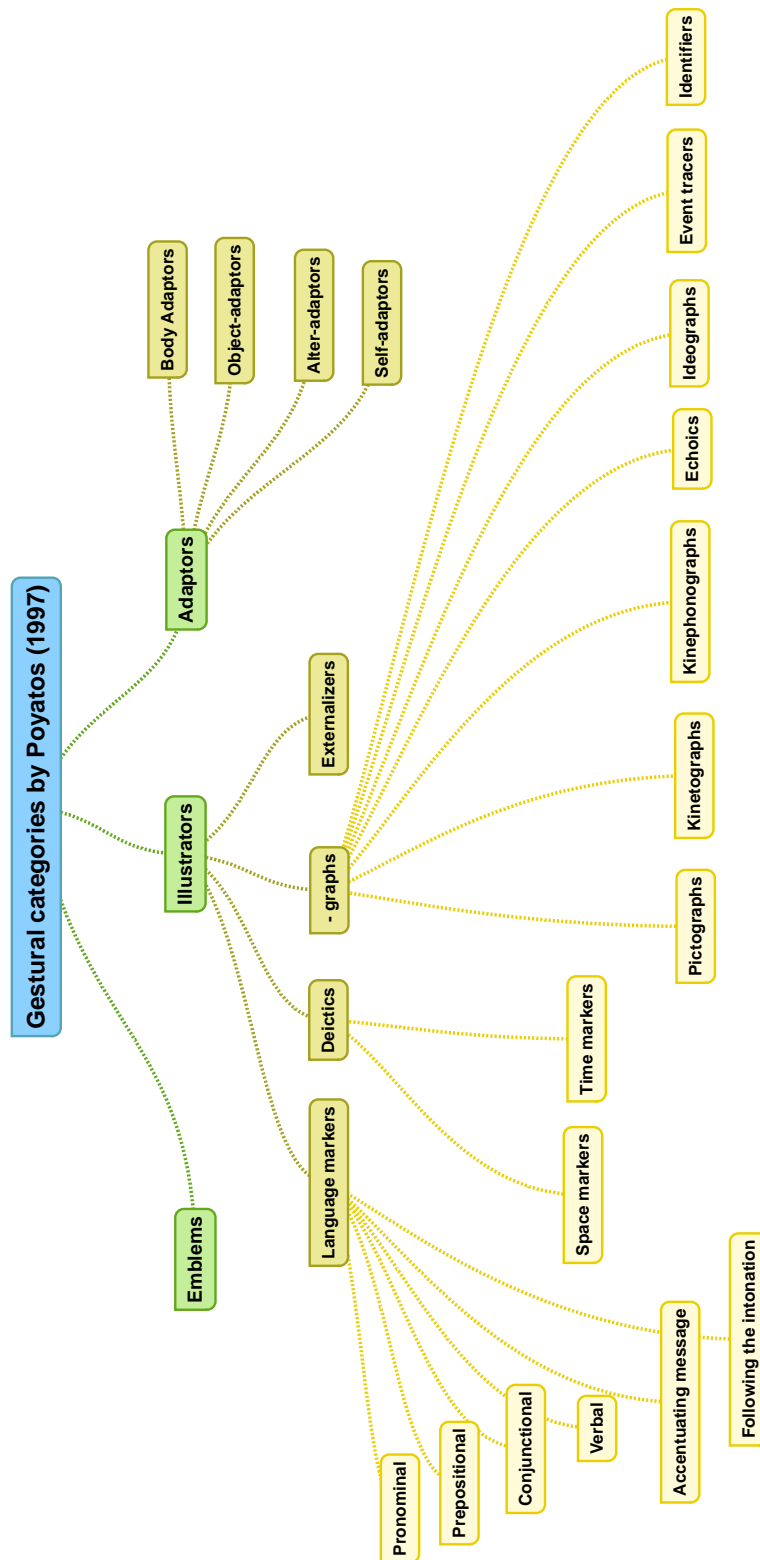 Gestural categories by Poyatos (1997)
Emblems
Illustrators
Adaptors
Language markers
Deictics
- graphs
Externalizers
Body Adaptors
Object-adaptors
Alter-adaptors
Self-adaptors
Pronominal
Prepositional
Conjunctional
Verbal
Accentuating message
Following the intonation
Space markers
Time markers
Pictographs
Kinetographs
Kinephonographs
Echoics
Ideographs
Event tracers
Identifiers